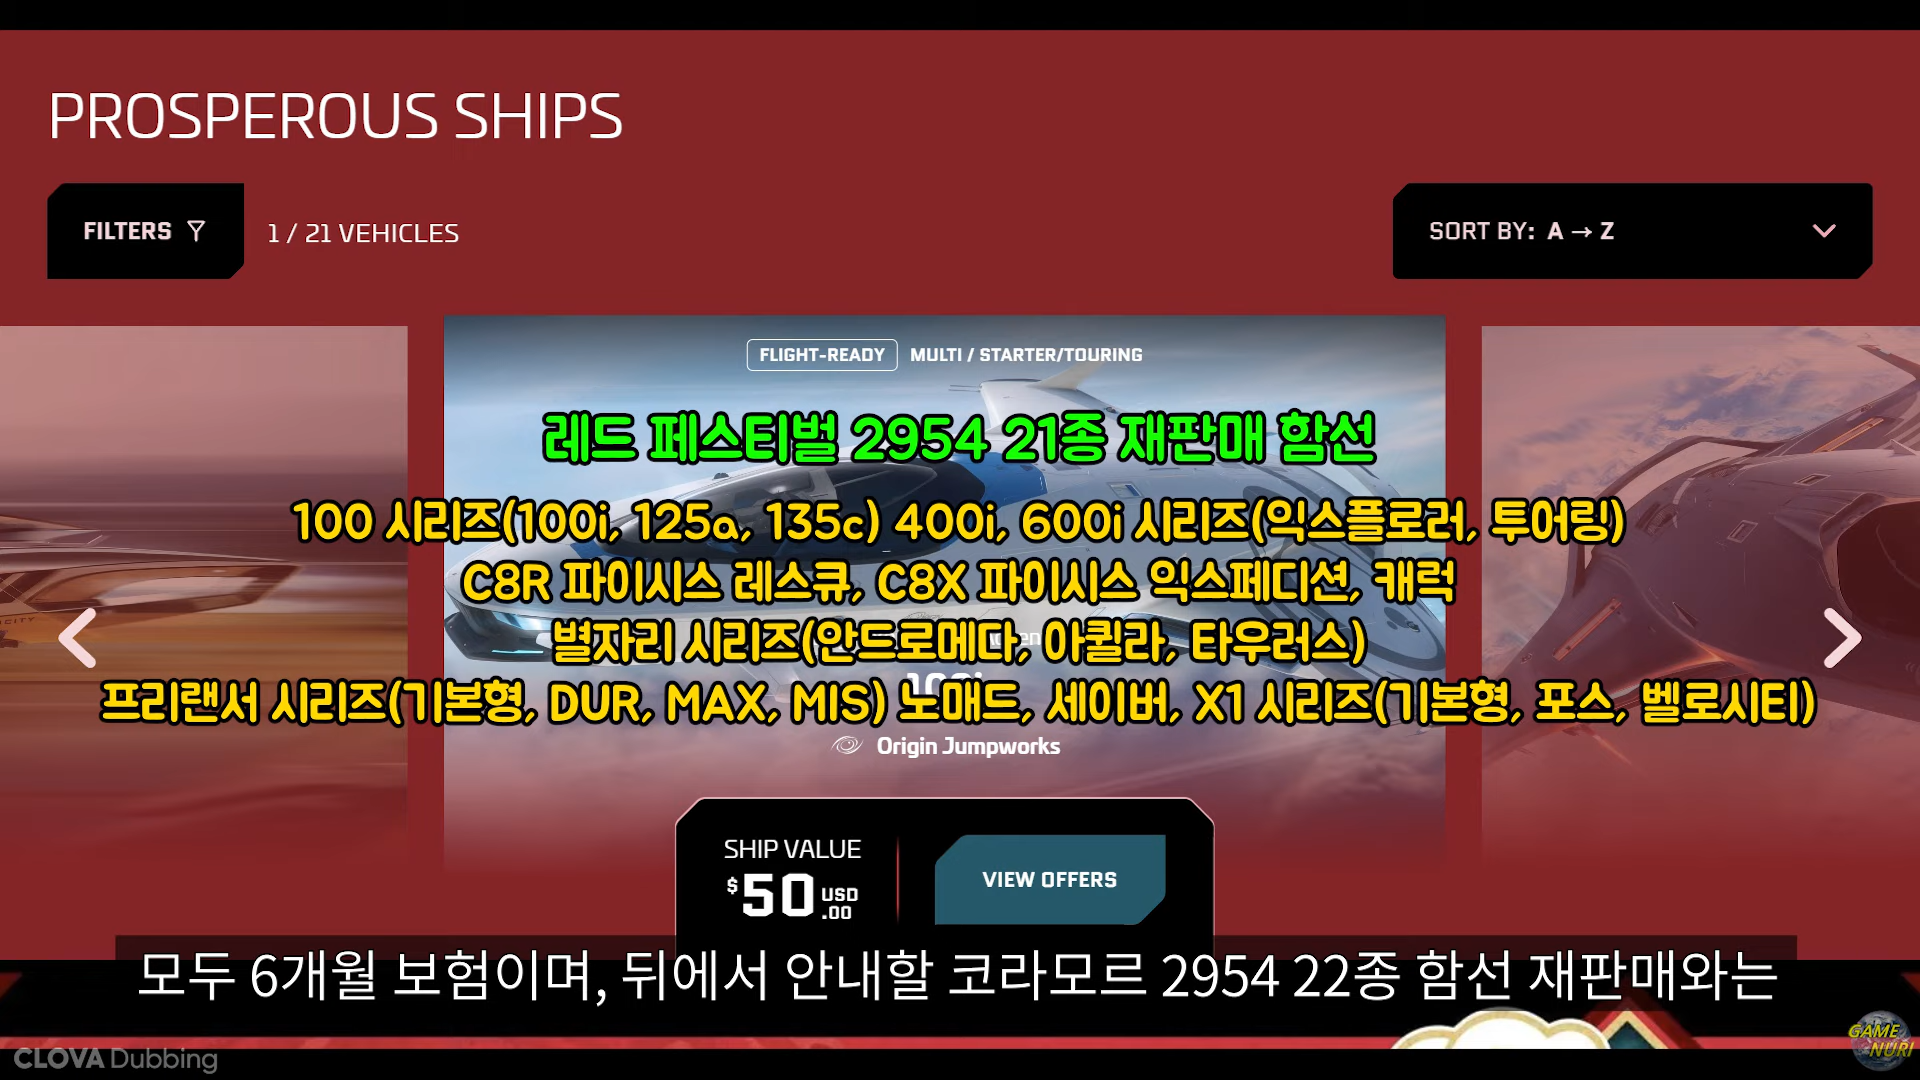 PROSPEROUS SHIPS
FILTERS
1 / 21 VEHICLES
SORT BY: A → Z
FLIGHT-READY MULTI / STARTER/TOURING
레드 페스티벌 2954 21종 재판매 함선
100 시리즈(100i, 125a, 135c) 400i, 600i 시리즈(익스플로러, 투어링)
C8R 파이시스 레스큐, C8X 파이시스 익스페디션, 캐럭
별자리 시리즈(안드로메다, 아퀼라, 타우러스)
프리랜서 시리즈(기본형, DUR, MAX, MIS) 노매드, 세이버, X1 시리즈(기본형, 포스, 벨로시티)
100i
Origin Jumpworks
SHIP VALUE
$50 USD .00
VIEW OFFERS
모두 6개월 보험이며, 뒤에서 안내할 코라모르 2954 22종 함선 재판매와는
GAME NURI
CLOVA Dubbing